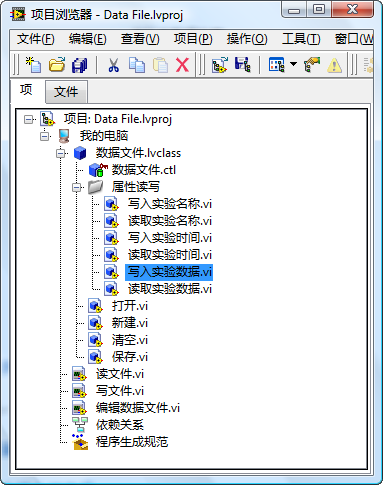 项目浏览器 - Data File.lvproj
文件(F) 编辑(E) 查看(V) 项目(P) 操作(O) 工具(T) 窗口(W
项 文件
项目: Data File.lvproj
我的电脑
数据文件.lvclass
数据文件.ctl
属性读写
写入实验名称.vi
读取实验名称.vi
写入实验时间.vi
读取实验时间.vi
写入实验数据.vi
读取实验数据.vi
打开.vi
新建.vi
清空.vi
保存.vi
读文件.vi
写文件.vi
编辑数据文件.vi
依赖关系
程序生成规范